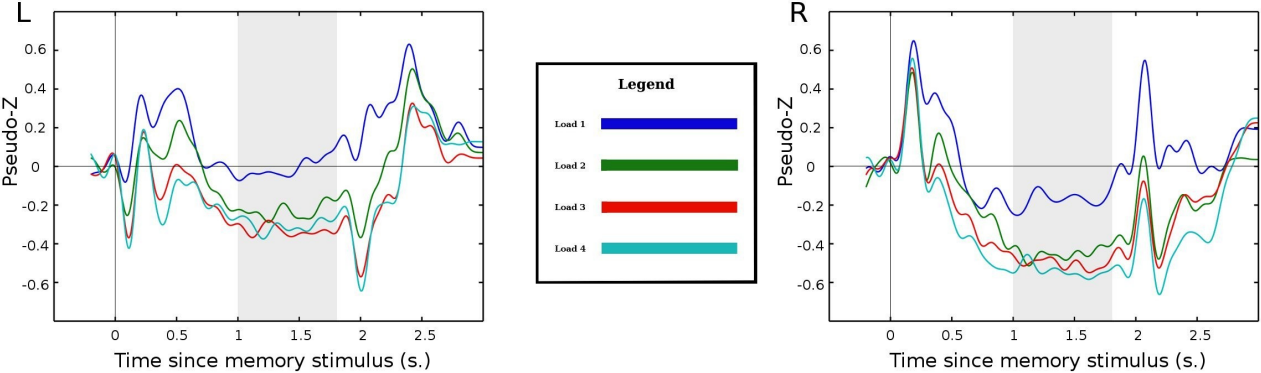 L
Pseudo-Z
0.6
0.4
0.2
0
-0.2
-0.4
-0.6
0 0.5 1 1.5 2 2.5
Time since memory stimulus (s.)
Legend
Load 1
Load 2
Load 3
Load 4
R
Pseudo-Z
0.6
0.4
0.2
0
-0.2
-0.4
-0.6
0 0.5 1 1.5 2 2.5
Time since memory stimulus (s.)